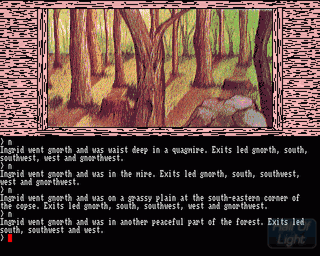 > n
Ingrid went gnorth and was waist deep in a quagmire. Exits led gnorth, south,
southwest, west and gnorthwest.
> n
Ingrid went gnorth and was in the mire. Exits led gnorth, south, southwest,
west and gnorthwest.
> n
Ingrid went gnorth and was on a grassy plain at the south-eastern corner of
the copse. Exits led gnorth, south, southwest, west and gnorthwest.
> n
Ingrid went gnorth and was in another peaceful part of the forest. Exits led
south, southwest and west.
>
Hall Of
Light